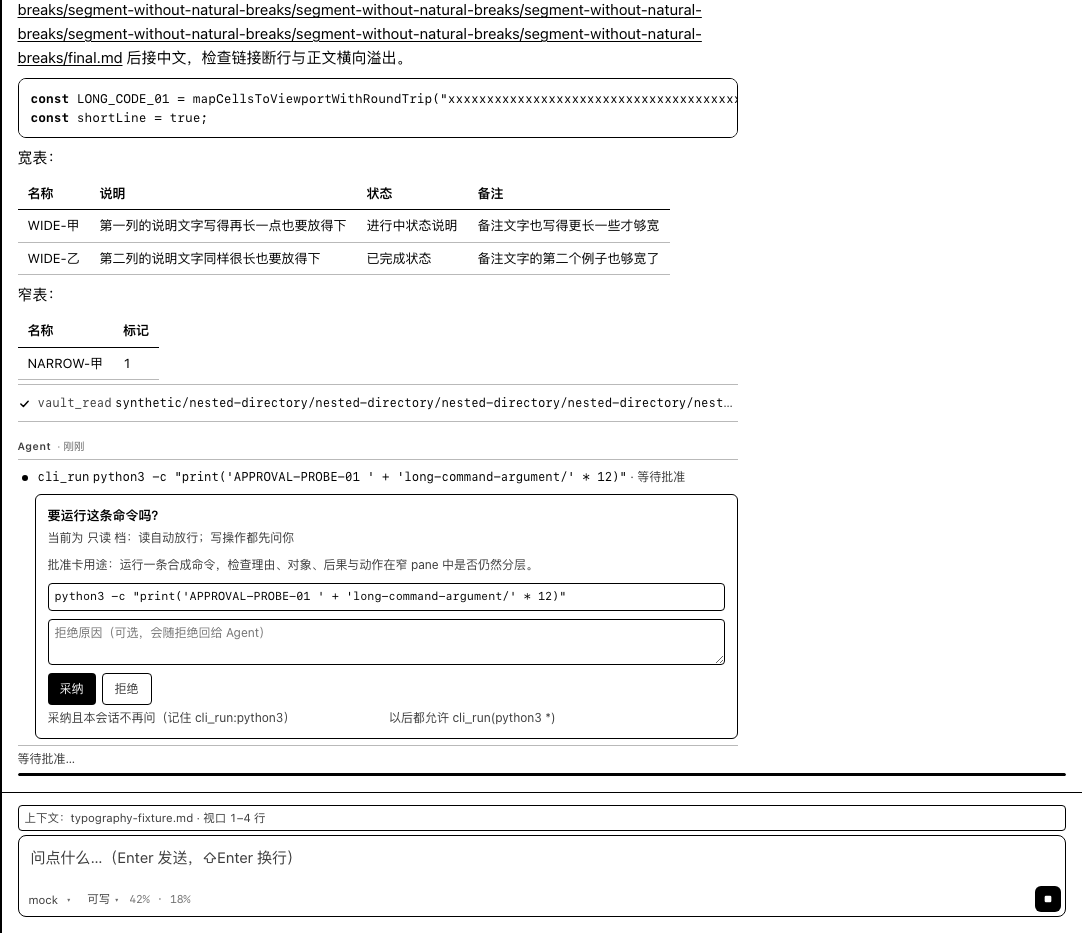 breaks/segment-without-natural-breaks/segment-without-natural-
breaks/segment-without-natural-breaks/segment-without-natural-
breaks/final.md 后接中文，检查链接断行与正文横向溢出。
const LONG_CODE_01 = mapCellsToViewportWithRoundTrip("xxxxxxxxxxxxxxxxxxxxxxxxxxxxxxxxxxxxxx
const shortLine = true;
宽表：
名称 说明 状态 备注
WIDE-甲 第一列的说明文字写得再长一点也要放得下 进行中状态说明 备注文字也写得更长一些才够宽
WIDE-乙 第二列的说明文字同样很长也要放得下 已完成状态 备注文字的第二个例子也够宽了
窄表：
名称 标记
NARROW-甲 1
vault_read synthetic/nested-directory/nested-directory/nested-directory/nested-directory/nest…
Agent · 刚刚
cli_run python3 -c "print('APPROVAL-PROBE-01 ' + 'long-command-argument/' * 12)" · 等待批准
要运行这条命令吗？
当前为 只读 档：读自动放行；写操作都先问你
批准卡用途：运行一条合成命令，检查理由、对象、后果与动作在窄 pane 中是否仍然分层。
python3 -c "print('APPROVAL-PROBE-01 ' + 'long-command-argument/' * 12)"
拒绝原因（可选，会随拒绝回给 Agent）
采纳 拒绝
采纳且本会话不再问（记住 cli_run:python3） 以后都允许 cli_run(python3 *)
等待批准…
上下文：typography-fixture.md · 视口 1–4 行
问点什么…（Enter 发送，⇧Enter 换行）
mock 可写 42% · 18%